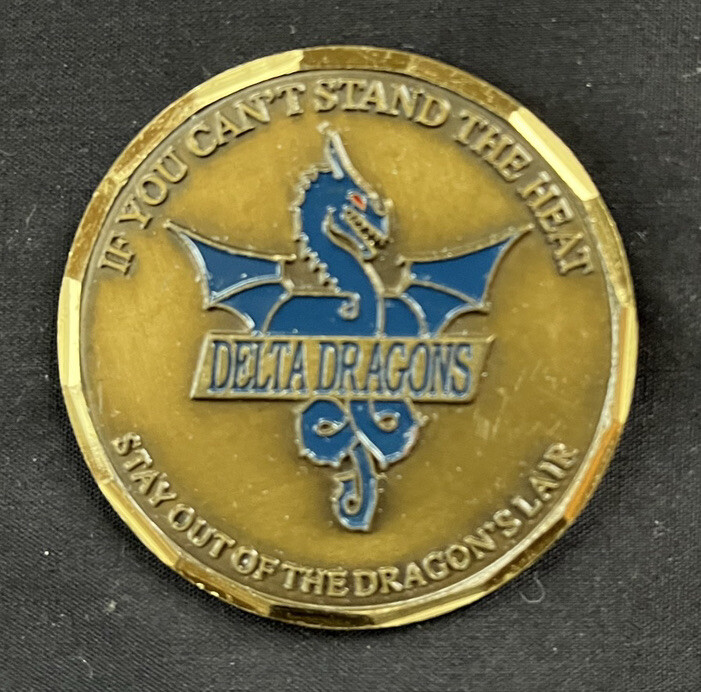 IF YOU CAN'T STAND THE HEAT
DELTA DRAGONS
STAY OUT OF THE DRAGON'S LAIR